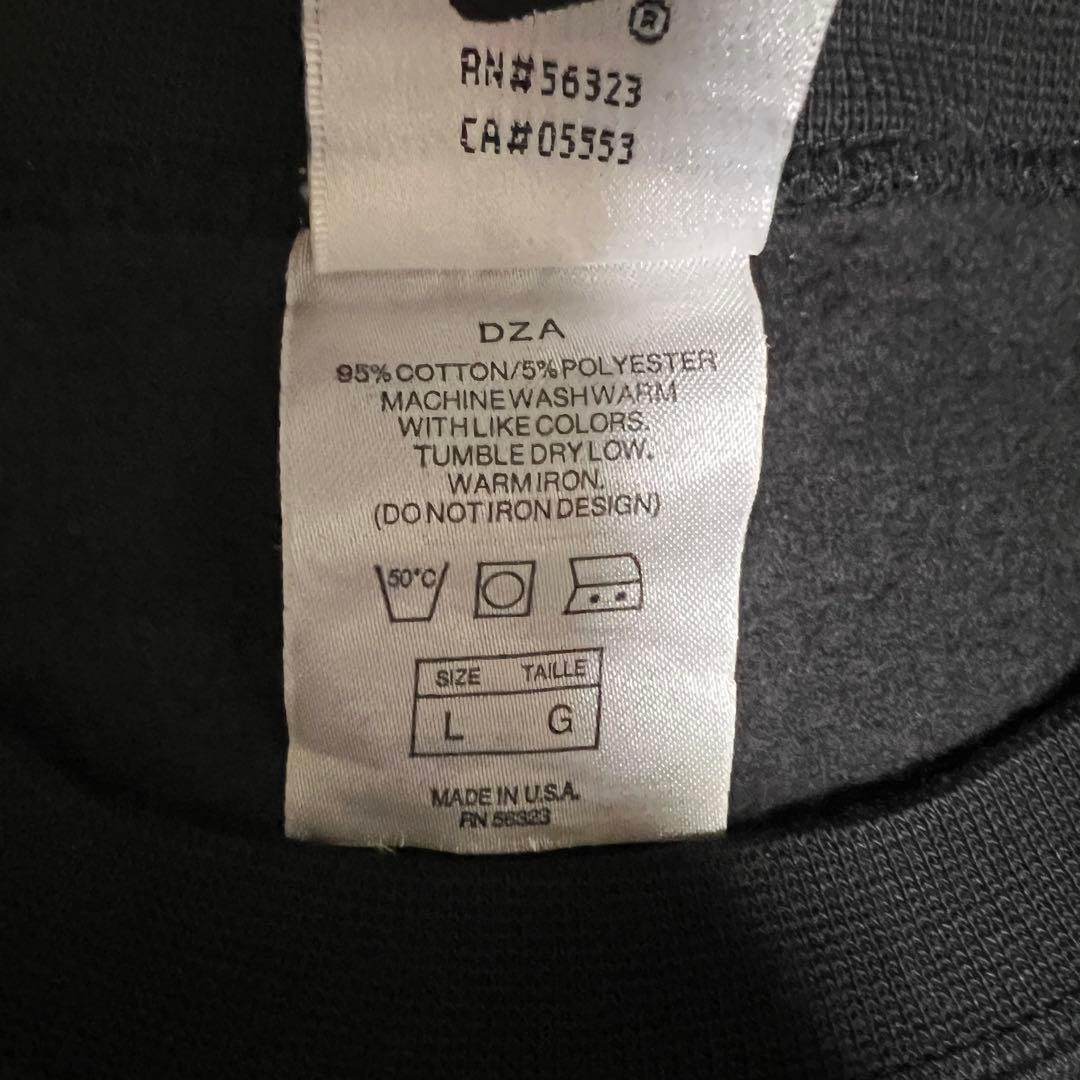 ®
RN#56323
CA#05553
DZA
95% COTTON/5% POLYESTER
MACHINE WASH WARM
WITH LIKE COLORS.
TUMBLE DRY LOW.
WARM IRON.
(DO NOT IRON DESIGN)
50°C
SIZE TAILLE
L G
MADE IN U.S.A.
RN 56323